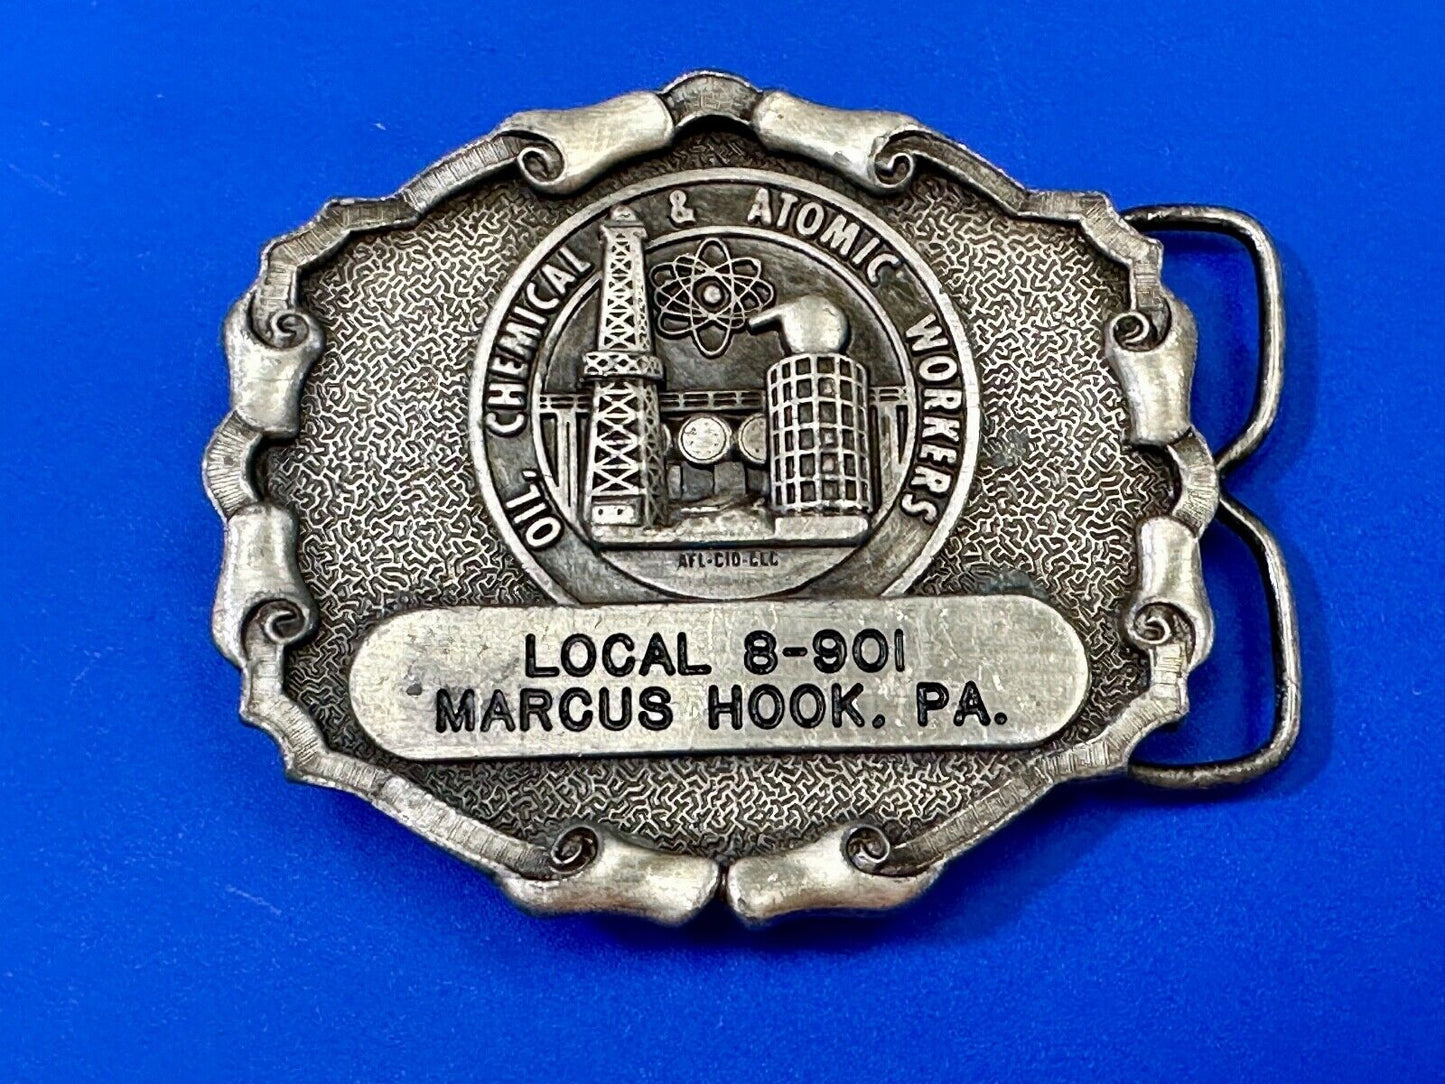 OIL, CHEMICAL & ATOMIC WORKERS
AFL-CIO-CLC
LOCAL 8-901
MARCUS HOOK. PA.